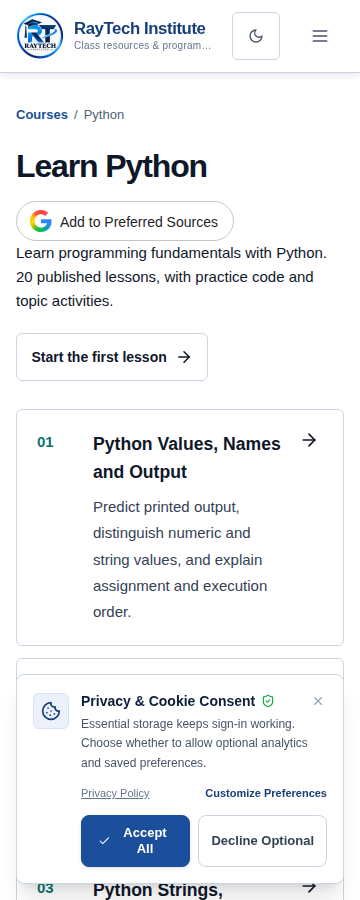 RAYTECH
RayTech Institute
Class resources & program…
Courses / Python
Learn Python
Add to Preferred Sources
Learn programming fundamentals with Python.
20 published lessons, with practice code and
topic activities.
Start the first lesson
01
Python Values, Names
and Output
Predict printed output,
distinguish numeric and
string values, and explain
assignment and execution
order.
Privacy & Cookie Consent
Essential storage keeps sign-in working.
Choose whether to allow optional analytics
and saved preferences.
Privacy Policy
Customize Preferences
Accept
All
Decline Optional
03
Python Strings,